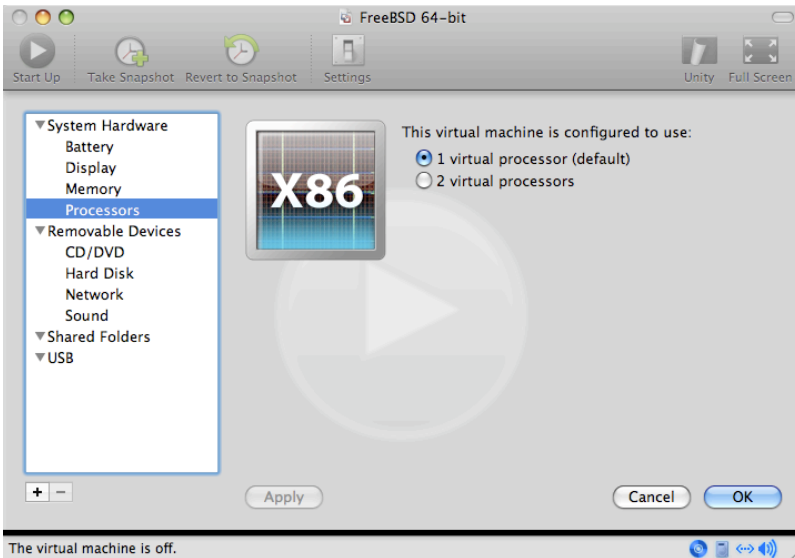 FreeBSD 64-bit
Start Up
Take Snapshot
Revert to Snapshot
Settings
Unity
Full Screen
System Hardware
Battery
Display
Memory
Processors
Removable Devices
CD/DVD
Hard Disk
Network
Sound
Shared Folders
USB
X86
This virtual machine is configured to use:
1 virtual processor (default)
2 virtual processors
Apply
Cancel
OK
The virtual machine is off.